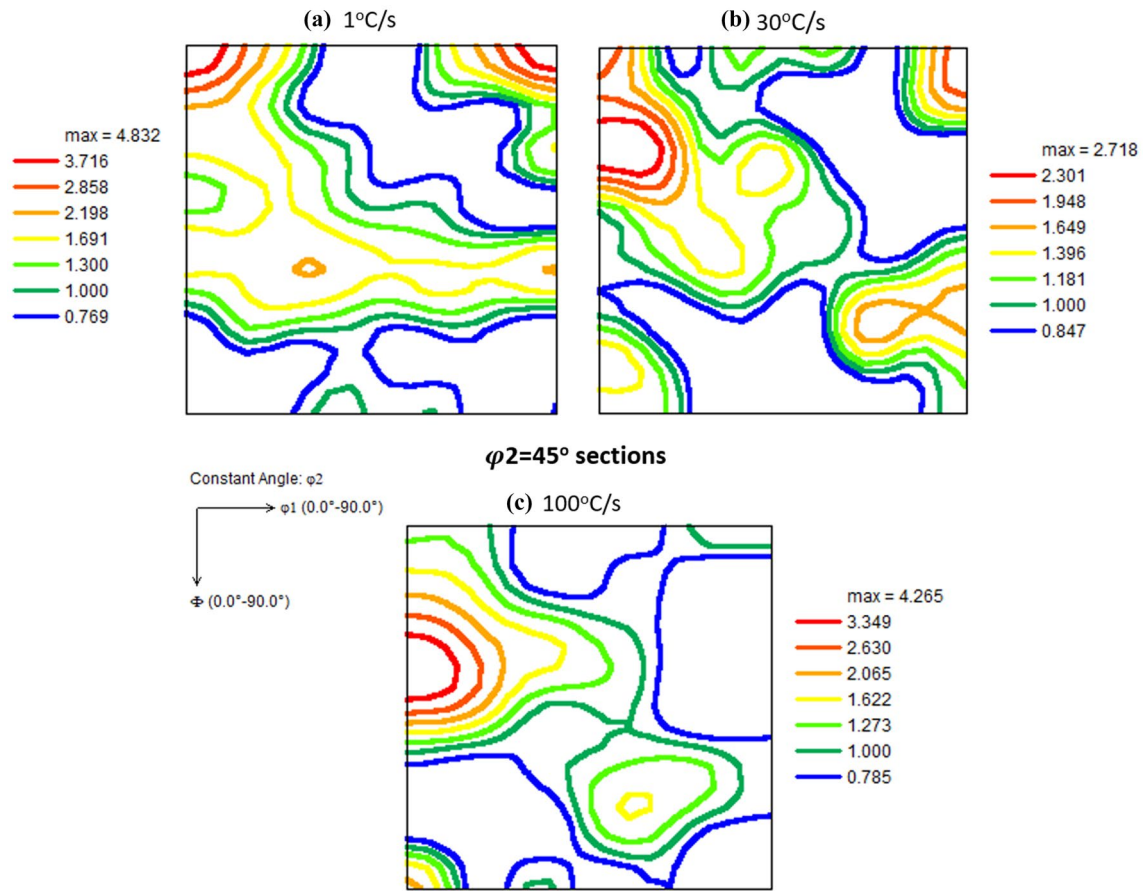 (a) 1°C/s
(b) 30°C/s
max = 4.832
3.716
2.858
2.198
1.691
1.300
1.000
0.769
max = 2.718
2.301
1.948
1.649
1.396
1.181
1.000
0.847
φ2=45° sections
Constant Angle: φ2
φ1 (0.0°-90.0°)
Φ (0.0°-90.0°)
(c) 100°C/s
max = 4.265
3.349
2.630
2.065
1.622
1.273
1.000
0.785